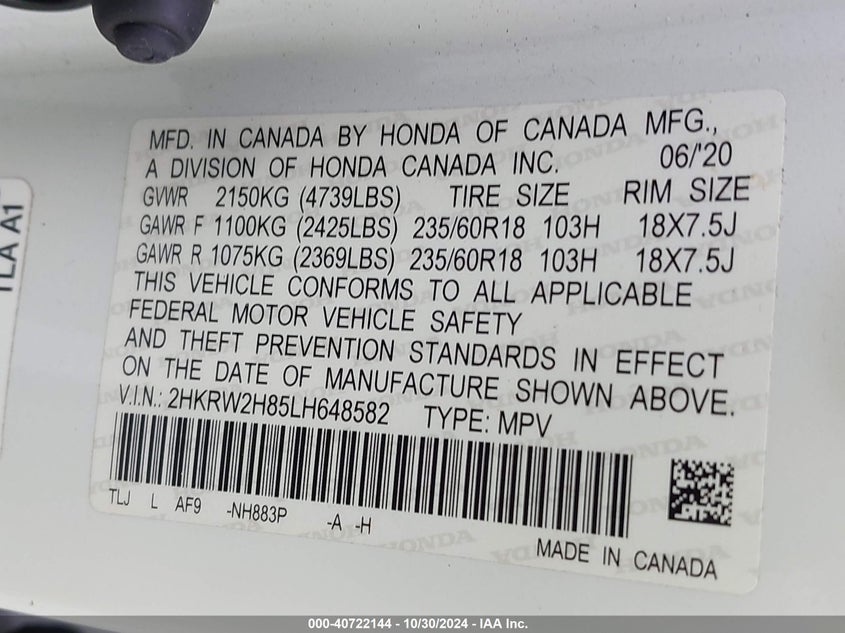 MFD. IN CANADA BY HONDA OF CANADA MFG.,
A DIVISION OF HONDA CANADA INC. 06/'20
GVWR 2150KG (4739LBS) TIRE SIZE RIM SIZE
GAWR F 1100KG (2425LBS) 235/60R18 103H 18X7.5J
GAWR R 1075KG (2369LBS) 235/60R18 103H 18X7.5J
THIS VEHICLE CONFORMS TO ALL APPLICABLE
FEDERAL MOTOR VEHICLE SAFETY
AND THEFT PREVENTION STANDARDS IN EFFECT
ON THE DATE OF MANUFACTURE SHOWN ABOVE.
V.I.N.: 2HKRW2H85LH648582 TYPE: MPV
TLJ L AF9 -NH883P -A -H
MADE IN CANADA
TLA A1
000-40722144 - 10/30/2024 - IAA Inc.